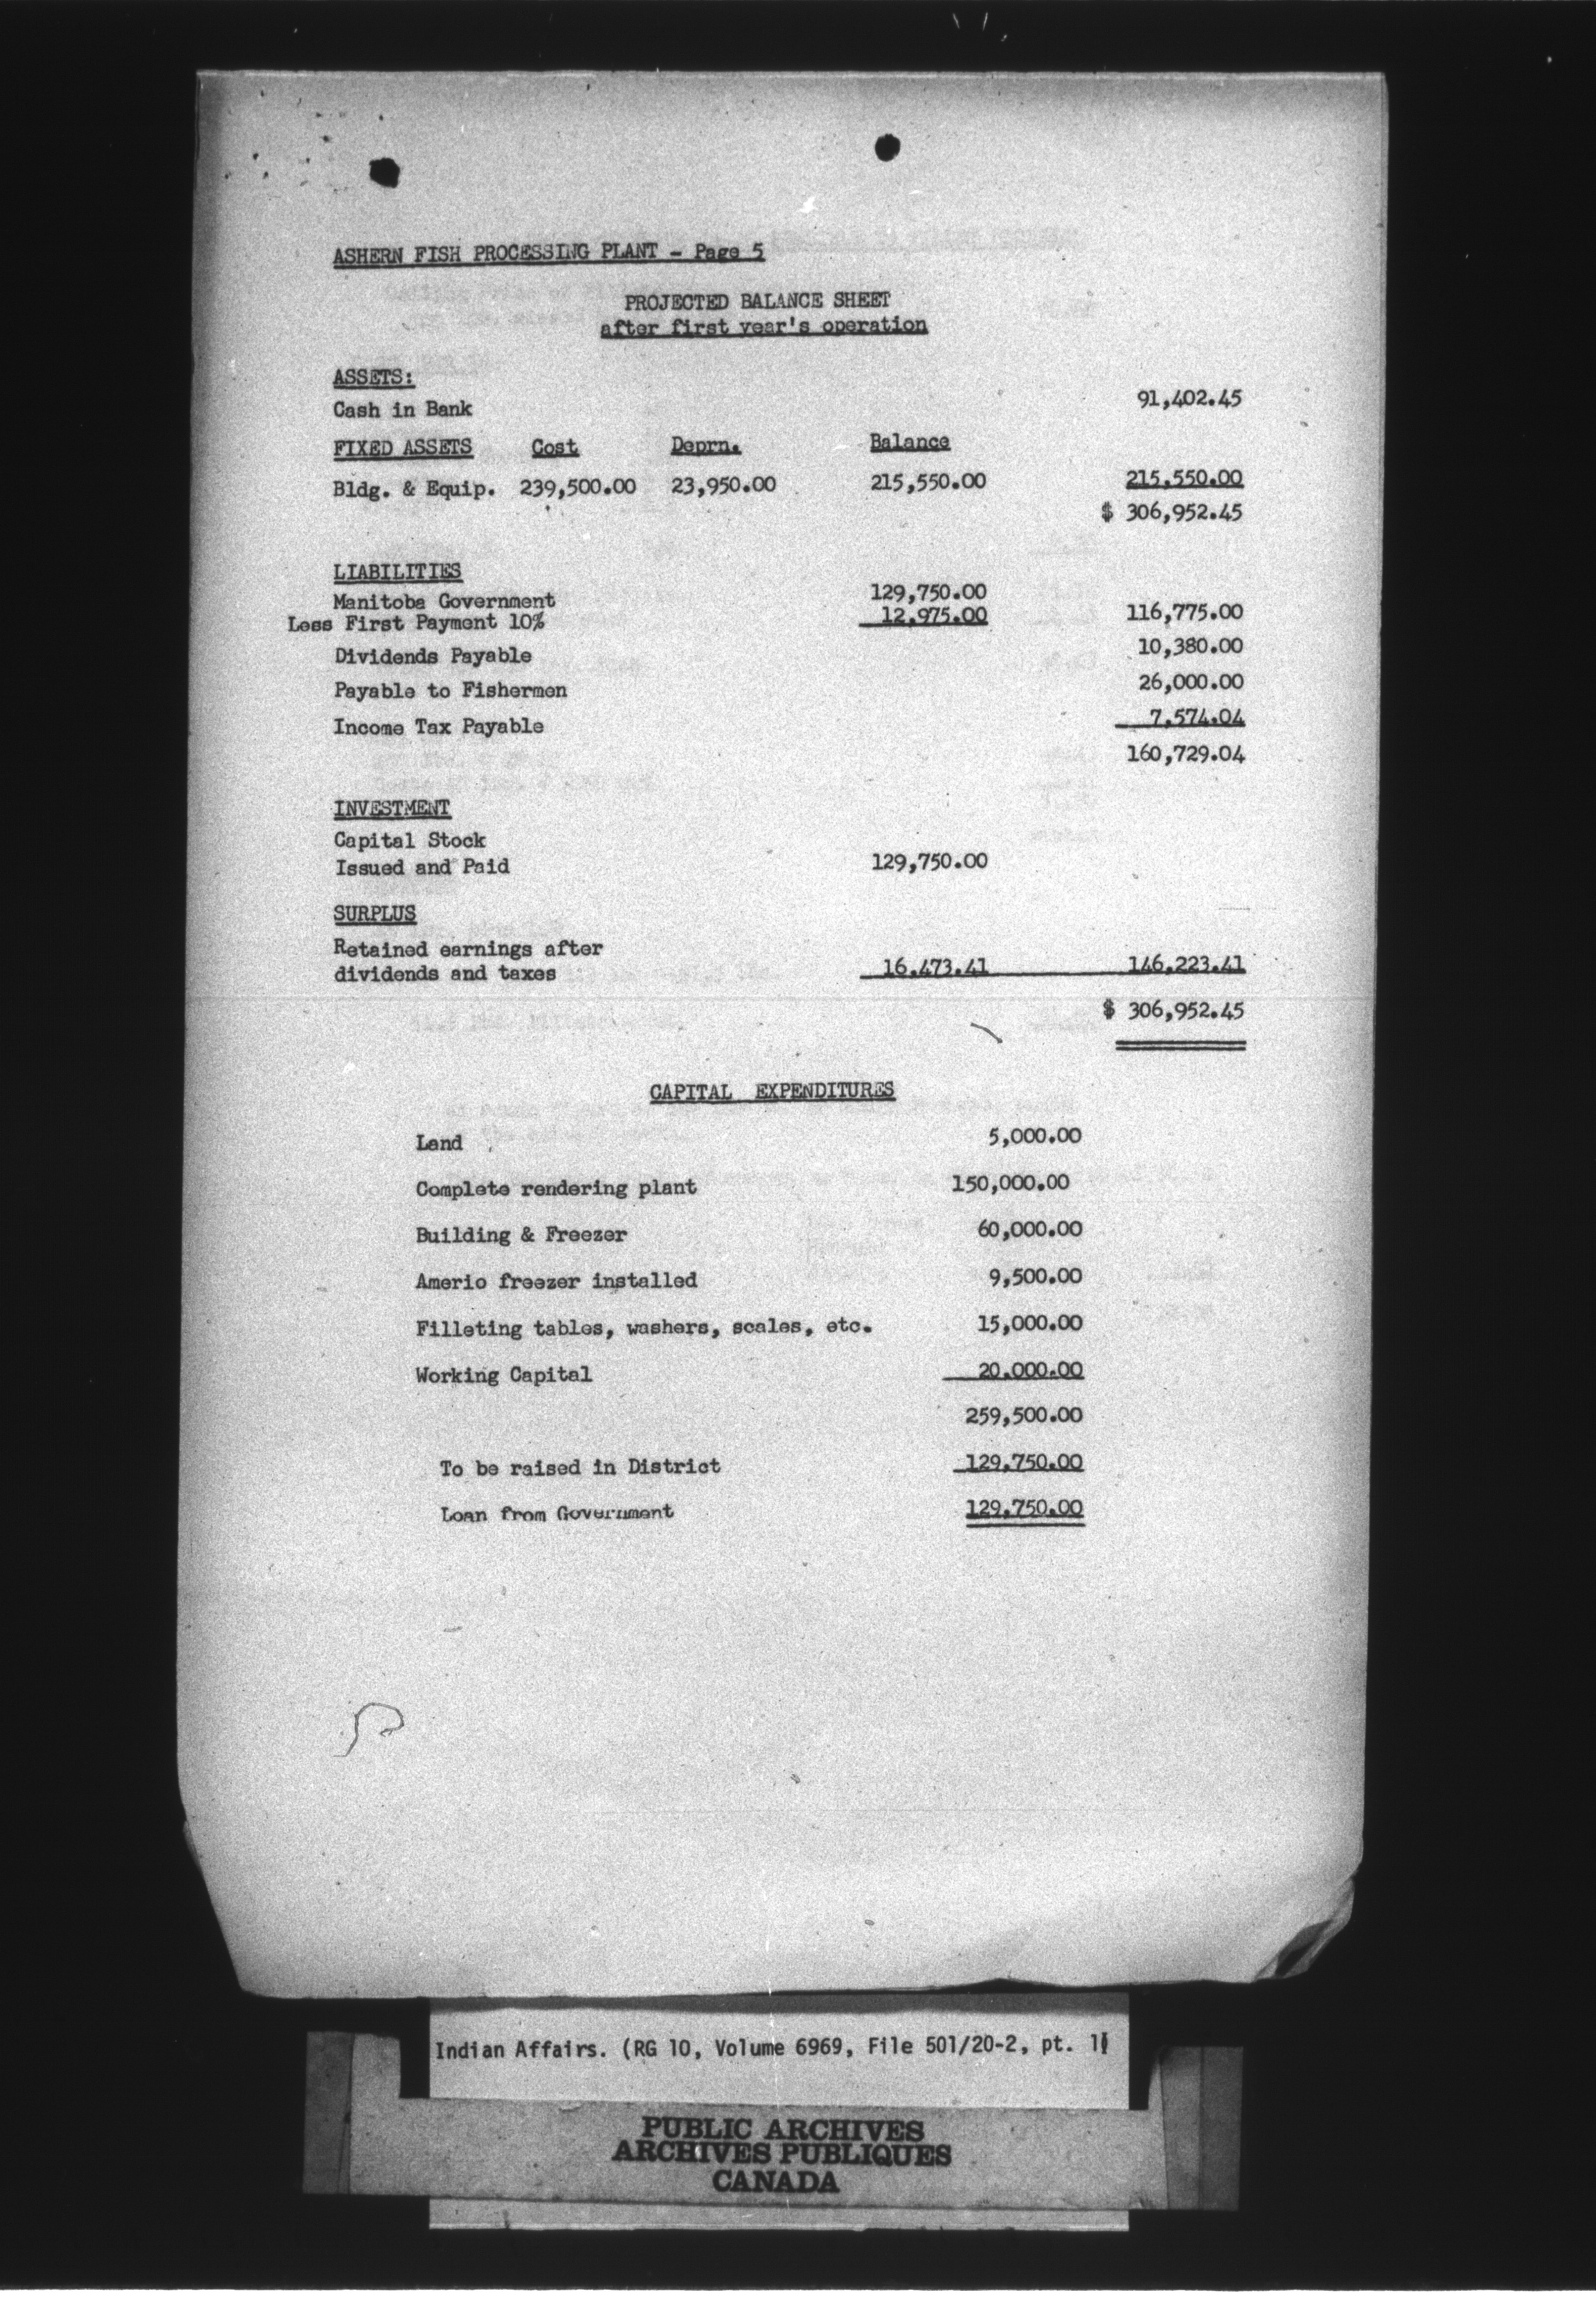 ASHERN FISH PROCESSING PLANT - Page 5
PROJECTED BALANCE SHEET
after first year's operation
ASSETS:
Cash in Bank 91,402.45
FIXED ASSETS Cost Deprn. Balance
Bldg. & Equip. 239,500.00 23,950.00 215,550.00 215,550.00
$ 306,952.45
LIABILITIES
Manitoba Government 129,750.00
Less First Payment 10% 12,975.00 116,775.00
Dividends Payable 10,380.00
Payable to Fishermen 26,000.00
Income Tax Payable 7,574.04
160,729.04
INVESTMENT
Capital Stock
Issued and Paid 129,750.00
SURPLUS
Retained earnings after
dividends and taxes 16,473.41 146,223.41
$ 306,952.45
CAPITAL EXPENDITURES
Land 5,000.00
Complete rendering plant 150,000.00
Building & Freezer 60,000.00
Amerio freezer installed 9,500.00
Filleting tables, washers, scales, etc. 15,000.00
Working Capital 20,000.00
259,500.00
To be raised in District 129,750.00
Loan from Government 129,750.00
Indian Affairs. (RG 10, Volume 6969, File 501/20-2, pt. 1)
PUBLIC ARCHIVES
ARCHIVES PUBLIQUES
CANADA